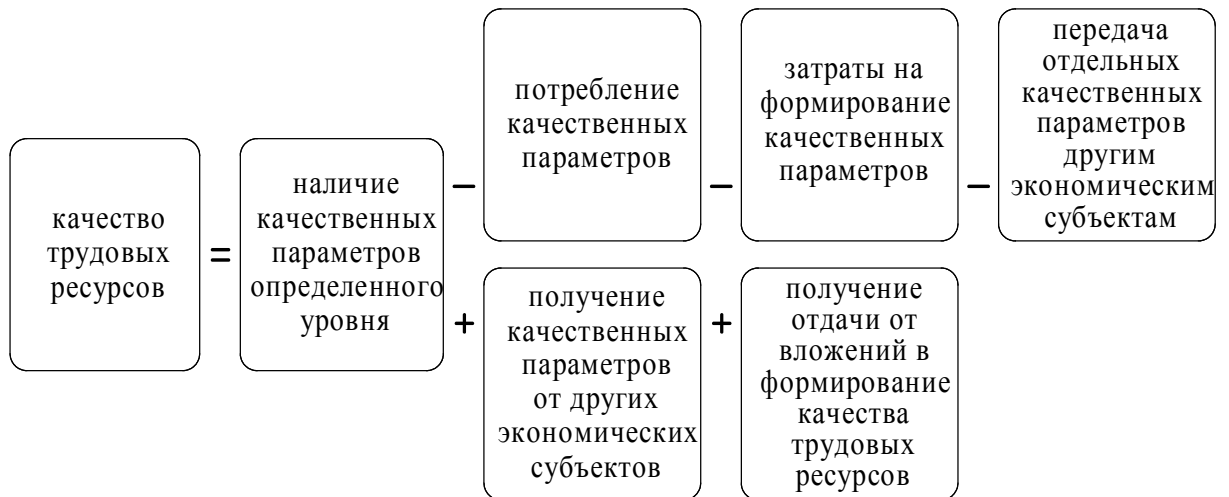 качество
трудовых
ресурсов
=
наличие
качественных
параметров
определенного
уровня
–
потребление
качественных
параметров
–
затраты на
формирование
качественных
параметров
–
передача
отдельных
качественных
параметров
другим
экономическим
субъектам
+
получение
качественных
параметров
от других
экономических
субъектов
+
получение
отдачи от
вложений в
формирование
качества
трудовых
ресурсов